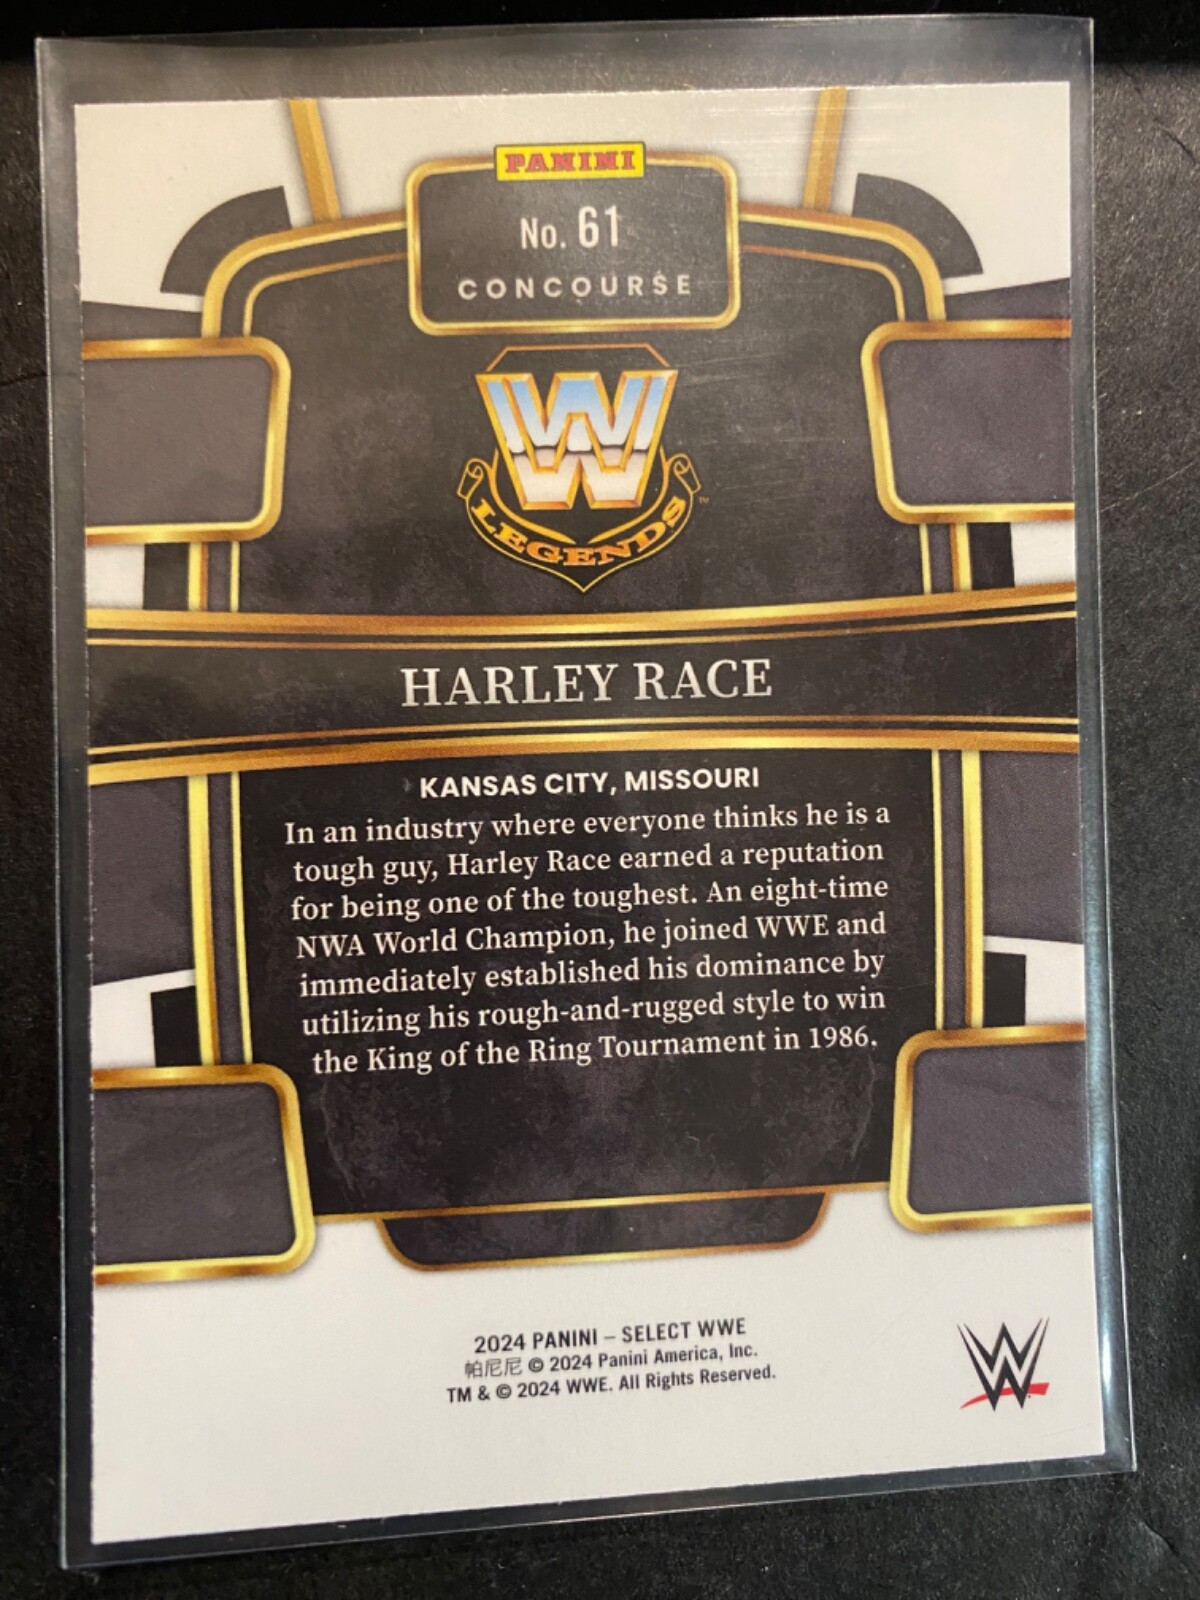 PANINI
No. 61
CONCOURSE
W
LEGENDS
TM
HARLEY RACE
KANSAS CITY, MISSOURI
In an industry where everyone thinks he is a
tough guy, Harley Race earned a reputation
for being one of the toughest. An eight-time
NWA World Champion, he joined WWE and
immediately established his dominance by
utilizing his rough-and-rugged style to win
the King of the Ring Tournament in 1986.
2024 PANINI – SELECT WWE
帕尼尼 © 2024 Panini America, Inc.
TM & © 2024 WWE. All Rights Reserved.
W